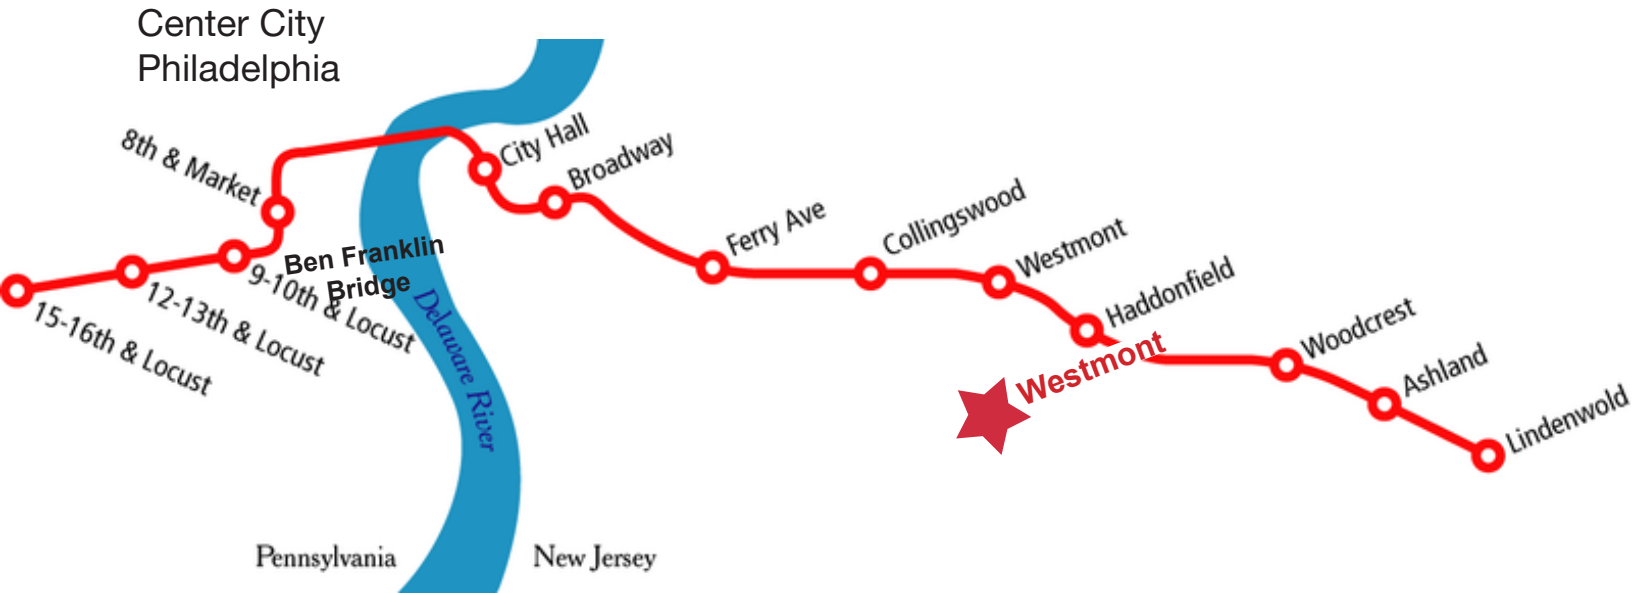 Center City
Philadelphia
8th & Market
City Hall
Broadway
Ferry Ave
Collingswood
Westmont
Haddonfield
Woodcrest
Ashland
Lindenwold
Ben Franklin
Bridge
9-10th & Locust
12-13th & Locust
15-16th & Locust
Delaware River
Westmont
Pennsylvania
New Jersey